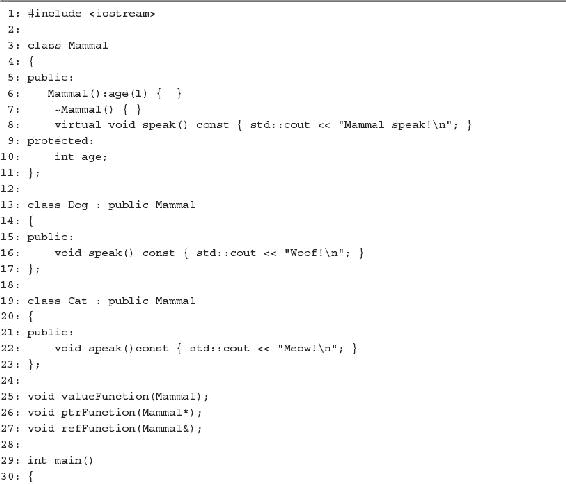 1: #include <iostream>
2:
3: class Mammal
4: {
5: public:
6:    Mammal():age(1) {  }
7:     ~Mammal() { }
8:     virtual void speak() const { std::cout << "Mammal speak!\n"; }
9: protected:
10:     int age;
11: };
12:
13: class Dog : public Mammal
14: {
15: public:
16:     void speak() const { std::cout << "Woof!\n"; }
17: };
18:
19: class Cat : public Mammal
20: {
21: public:
22:     void speak()const { std::cout << "Meow!\n"; }
23: };
24:
25: void valueFunction(Mammal);
26: void ptrFunction(Mammal*);
27: void refFunction(Mammal&);
28:
29: int main()
30: {